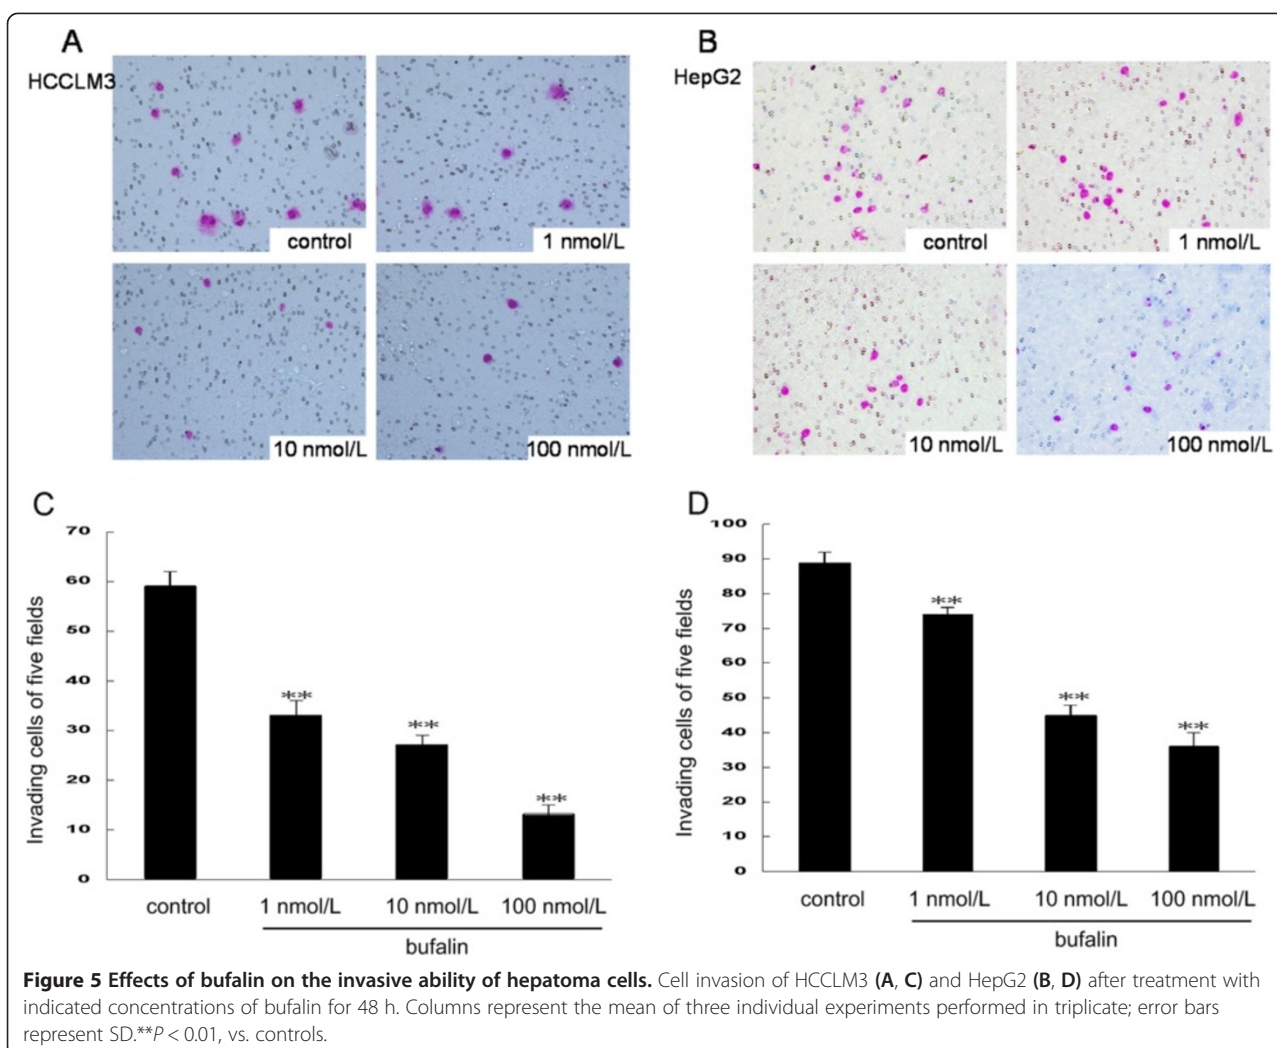 A
HCCLM3
control
1 nmol/L
10 nmol/L
100 nmol/L
B
HepG2
control
1 nmol/L
10 nmol/L
100 nmol/L
C
Invading cells of five fields
70
60
50
40
30
20
10
0
**
**
**
control
1 nmol/L
10 nmol/L
100 nmol/L
bufalin
D
Invading cells of five fields
100
90
80
70
60
50
40
30
20
10
0
**
**
**
control
1 nmol/L
10 nmol/L
100 nmol/L
bufalin
Figure 5 Effects of bufalin on the invasive ability of hepatoma cells. Cell invasion of HCCLM3 (A, C) and HepG2 (B, D) after treatment with
indicated concentrations of bufalin for 48 h. Columns represent the mean of three individual experiments performed in triplicate; error bars
represent SD.**P < 0.01, vs. controls.